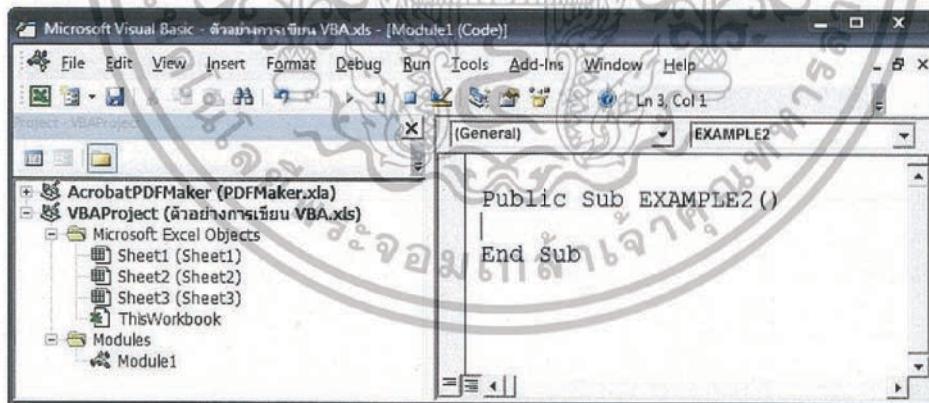 Microsoft Visual Basic - ตัวอย่างการเขียน VBA.xls - [Module1 (Code)]
File Edit View Insert Format Debug Run Tools Add-Ins Window Help
Ln 3, Col 1
Project - VBAProject
(General) EXAMPLE2
AcrobatPDFMaker (PDFMaker.xla)
VBAProject (ตัวอย่างการเขียน VBA.xls)
Microsoft Excel Objects
Sheet1 (Sheet1)
Sheet2 (Sheet2)
Sheet3 (Sheet3)
ThisWorkbook
Modules
Module1
Public Sub EXAMPLE2()
End Sub